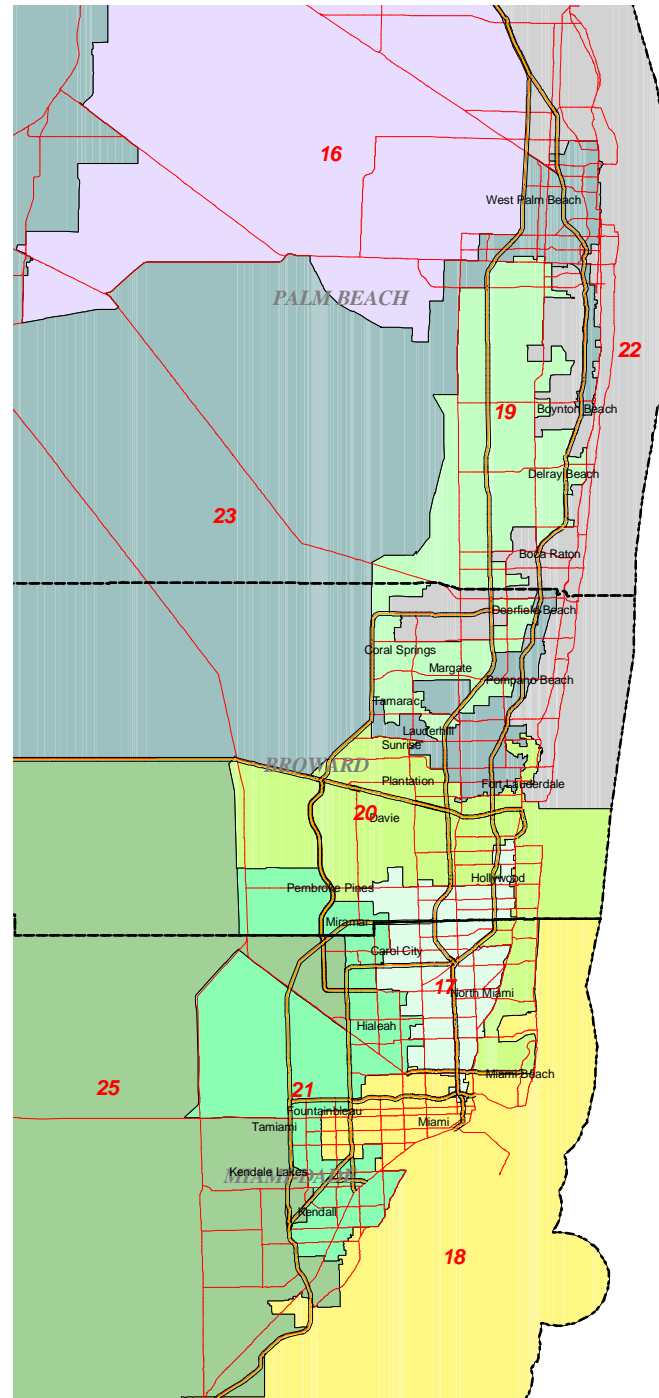 16
West Palm Beach
PALM BEACH
22
19
Boynton Beach
Delray Beach
23
Boca Raton
Deerfield Beach
Coral Springs
Margate
Pompano Beach
Tamarac
Lauderhill
Sunrise
BROWARD
Plantation
Fort Lauderdale
20
Davie
Hollywood
Pembroke Pines
Miramar
Carol City
17
North Miami
Hialeah
Miami Beach
25
21
Fountainbleau
Tamiami
Miami
Kendale Lakes
MIAMI-DADE
Kendall
18